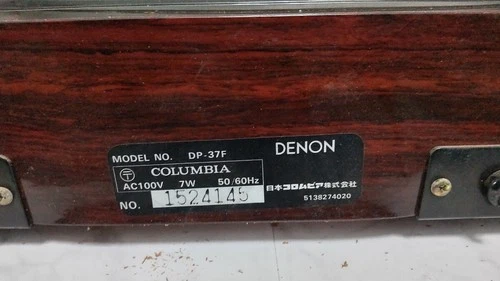 MODEL NO. DP-37F DENON
COLUMBIA
AC100V 7W 50/60Hz 日本コロムビア株式会社
NO. 1524145 5138274020